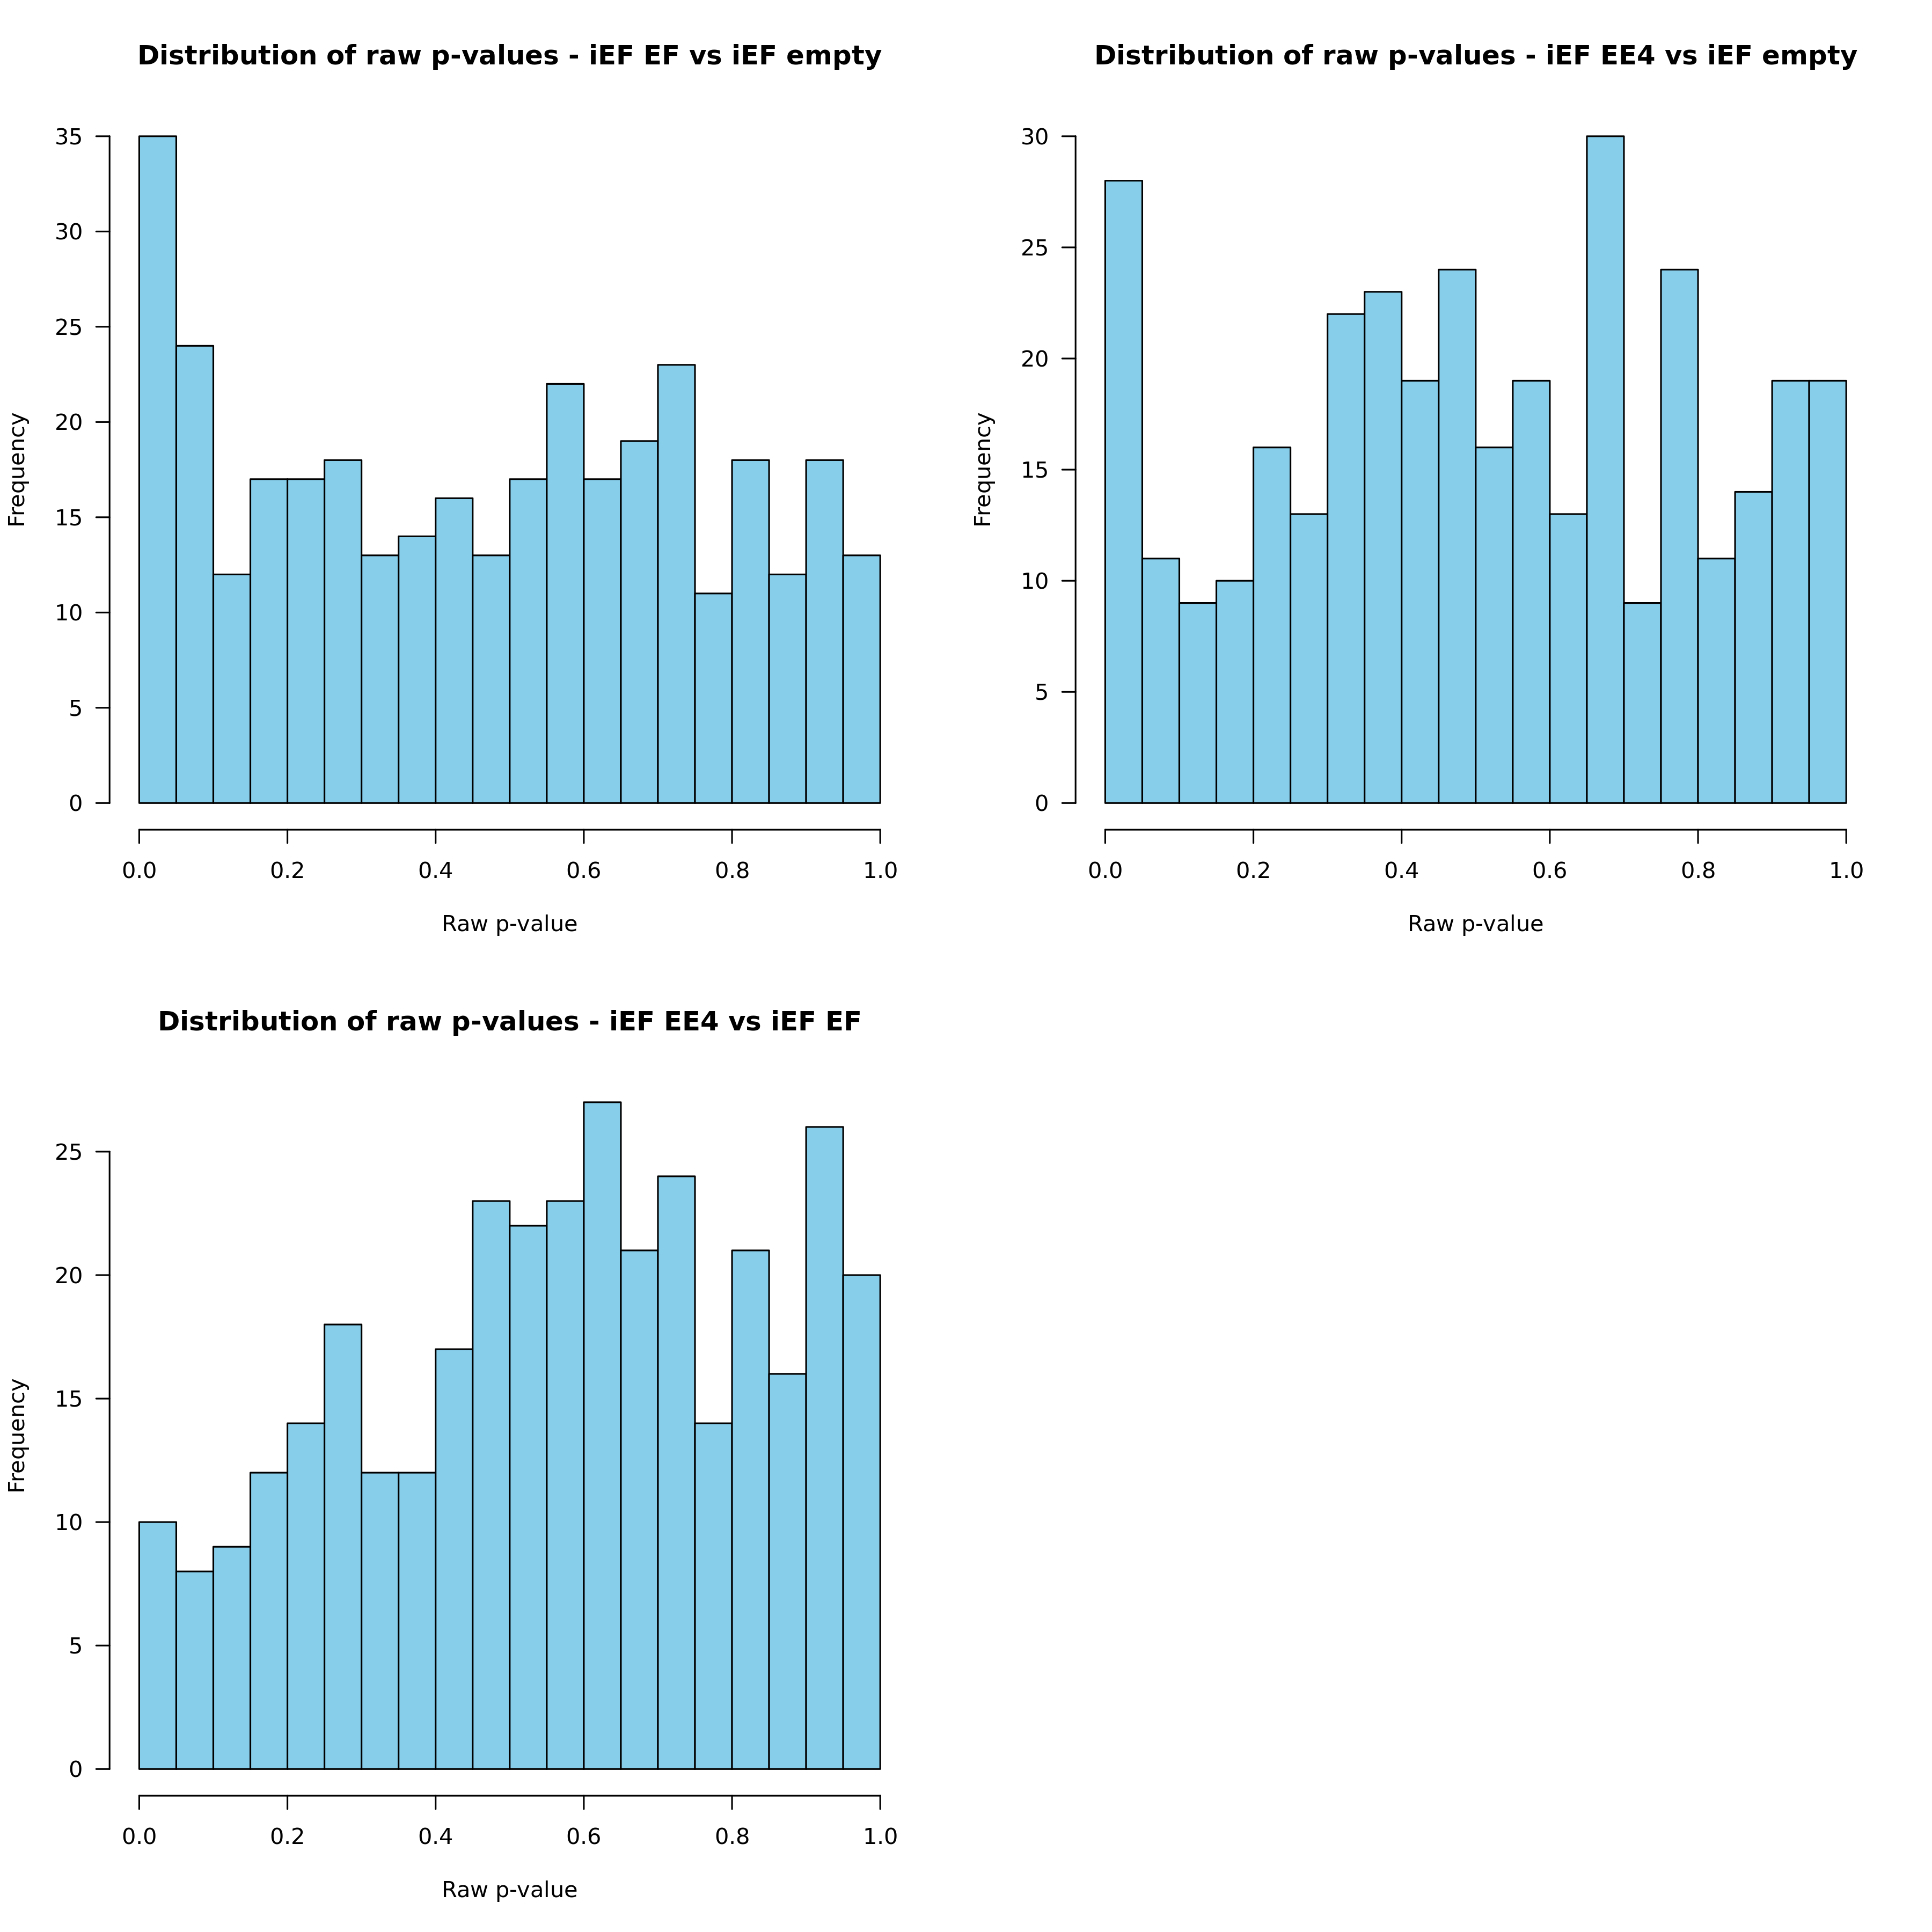 Distribution of raw p-values - iEF EF vs iEF empty
35
30
25
20
15
10
5
0
Frequency
0.0 0.2 0.4 0.6 0.8 1.0
Raw p-value
Distribution of raw p-values - iEF EE4 vs iEF empty
30
25
20
15
10
5
0
Frequency
0.0 0.2 0.4 0.6 0.8 1.0
Raw p-value
Distribution of raw p-values - iEF EE4 vs iEF EF
25
20
15
10
5
0
Frequency
0.0 0.2 0.4 0.6 0.8 1.0
Raw p-value